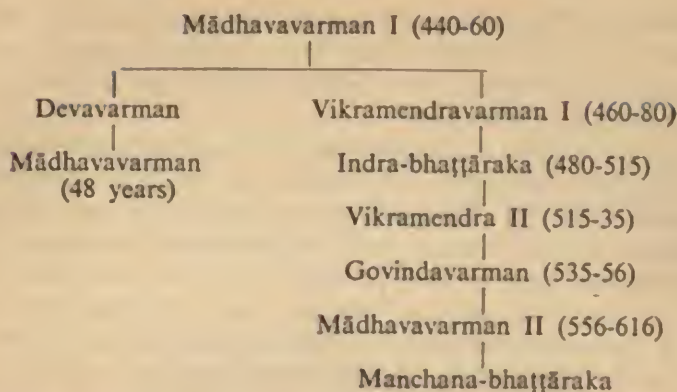 Mādhavavarman I (440-60)
Devavarman Vikramendravarman I (460-80)
Mādhavavarman Indra-bhaṭṭāraka (480-515)
(48 years)
Vikramendra II (515-35)
Govindavarman (535-56)
Mādhavavarman II (556-616)
Manchana-bhaṭṭāraka